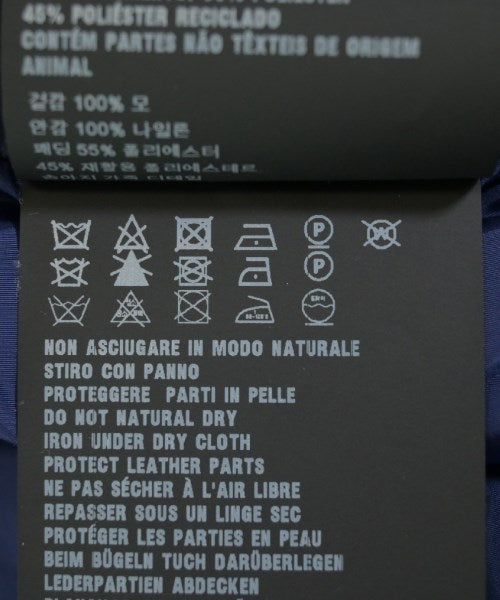 45% POLIÉSTER RECICLADO
CONTÉM PARTES NÃO TÊXTEIS DE ORIGEM
ANIMAL
겉감 100% 모
안감 100% 나일론
패딩 55% 폴리에스터
45% 재활용 폴리에스테르
P
W
P
드라이
NON ASCIUGARE IN MODO NATURALE
STIRO CON PANNO
PROTEGGERE PARTI IN PELLE
DO NOT NATURAL DRY
IRON UNDER DRY CLOTH
PROTECT LEATHER PARTS
NE PAS SÉCHER À L'AIR LIBRE
REPASSER SOUS UN LINGE SEC
PROTÉGER LES PARTIES EN PEAU
BEIM BÜGELN TUCH DARÜBERLEGEN
LEDERPARTIEN ABDECKEN